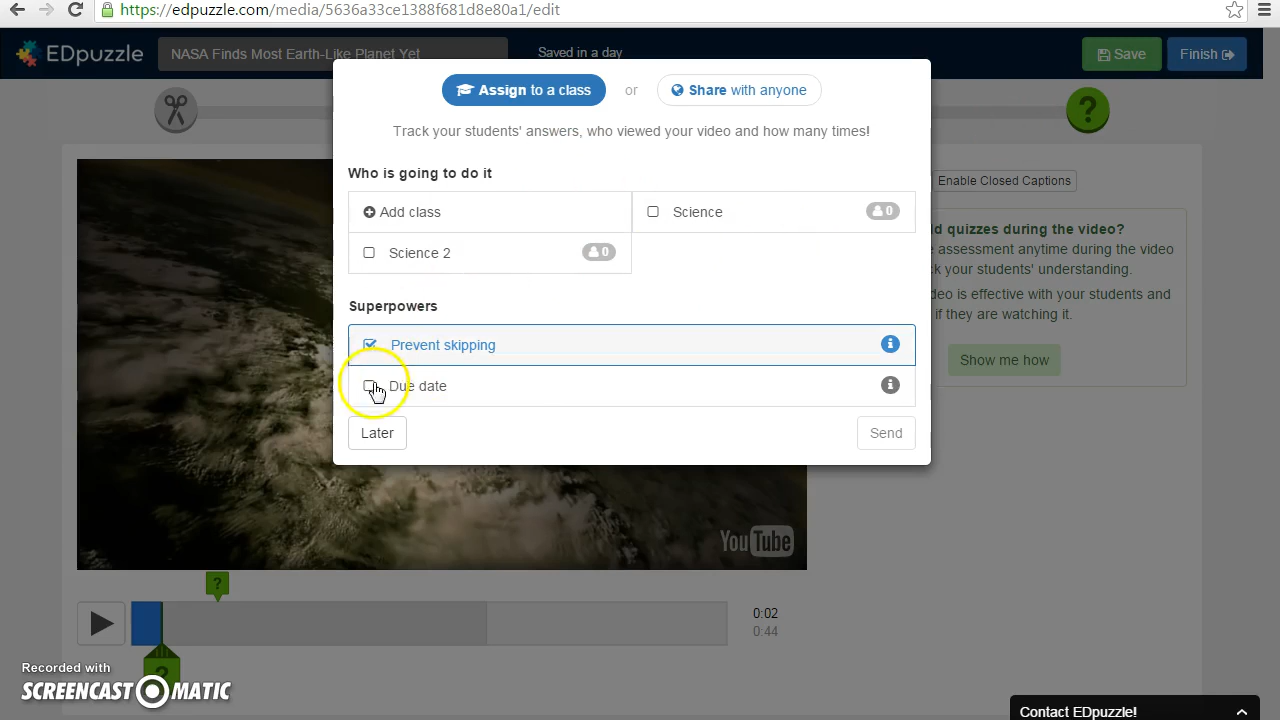 https://edpuzzle.com/media/5636a33ce1388f681d8e80a1/edit
EDpuzzle
NASA Finds Most Earth-Like Planet Yet
Saved in a day
Save
Finish
Assign to a class
or
Share with anyone
Track your students' answers, who viewed your video and how many times!
Who is going to do it
Add class
Science
0
Science 2
0
Superpowers
Prevent skipping
Due date
Later
Send
?
Enable Closed Captions
d quizzes during the video?
assessment anytime during the video
k your students' understanding.
deo is effective with your students and
if they are watching it.
Show me how
YouTube
?
0:02
0:44
?
Recorded with
SCREENCAST MATIC
Contact EDpuzzle!